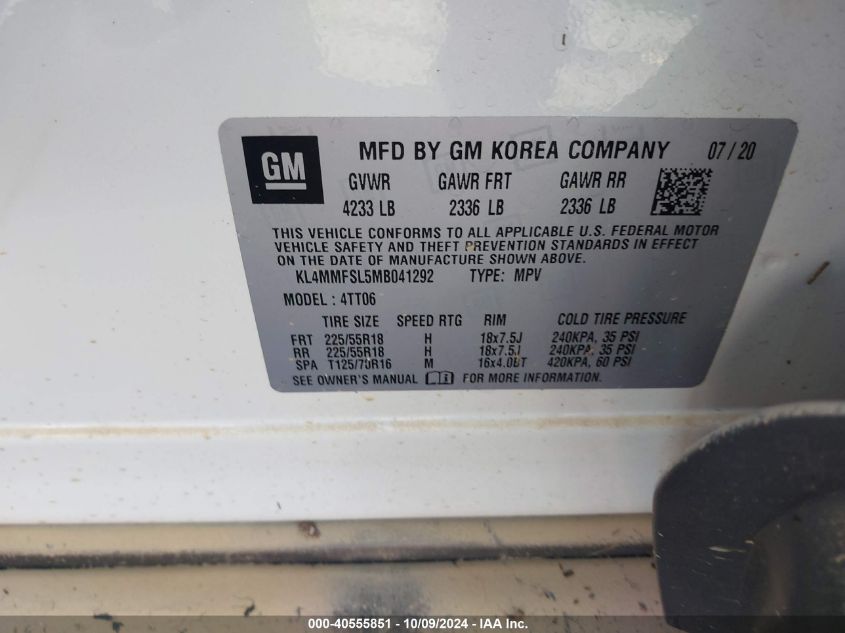 GM
MFD BY GM KOREA COMPANY 07/20
GVWR GAWR FRT GAWR RR
4233 LB 2336 LB 2336 LB
THIS VEHICLE CONFORMS TO ALL APPLICABLE U.S. FEDERAL MOTOR
VEHICLE SAFETY AND THEFT PREVENTION STANDARDS IN EFFECT
ON THE DATE OF MANUFACTURE SHOWN ABOVE.
KL4MMFSL5MB041292 TYPE: MPV
MODEL: 4TT06
TIRE SIZE SPEED RTG RIM COLD TIRE PRESSURE
FRT 225/55R18 H 18x7.5J 240KPA, 35 PSI
RR 225/55R18 H 18x7.5J 240KPA, 35 PSI
SPA T125/70R16 M 16x4.0BT 420KPA, 60 PSI
SEE OWNER'S MANUAL FOR MORE INFORMATION.
000-40555851 - 10/09/2024 - IAA Inc.